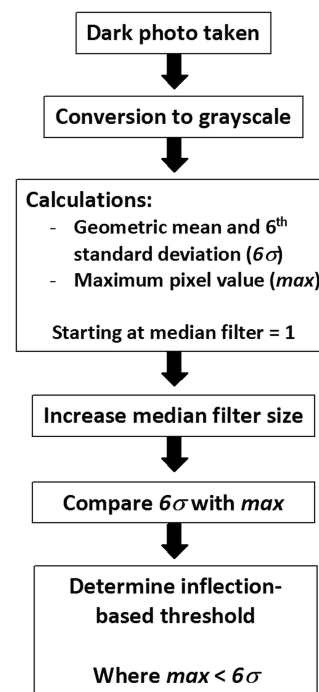 Dark photo taken
Conversion to grayscale
Calculations:
- Geometric mean and 6th
standard deviation (6σ)
- Maximum pixel value (max)
Starting at median filter = 1
Increase median filter size
Compare 6σ with max
Determine inflection-
based threshold
Where max < 6σ